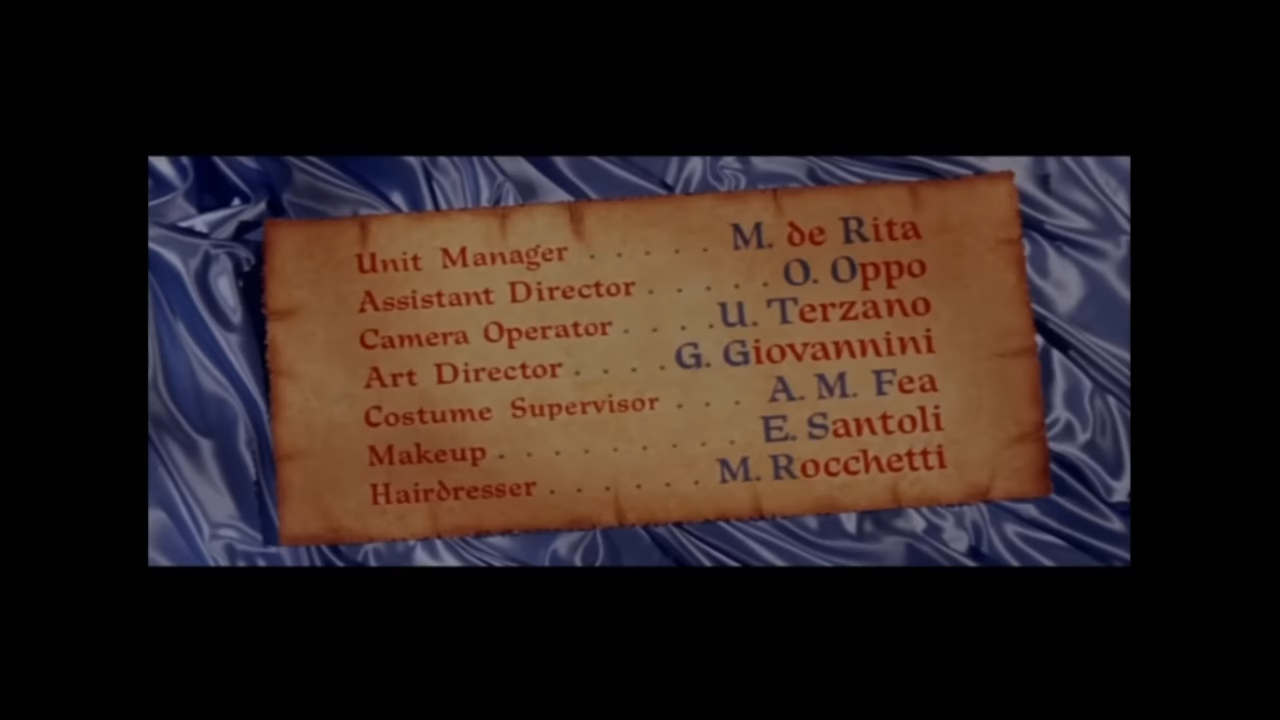 Unit Manager . . . . . M. de Rita
Assistant Director . . . . . O. Oppo
Camera Operator . . . . U. Terzano
Art Director . . . . G. Giovannini
Costume Supervisor . . . A. M. Fea
Makeup . . . . . . . . . E. Santoli
Hairdresser . . . . . . M. Rocchetti